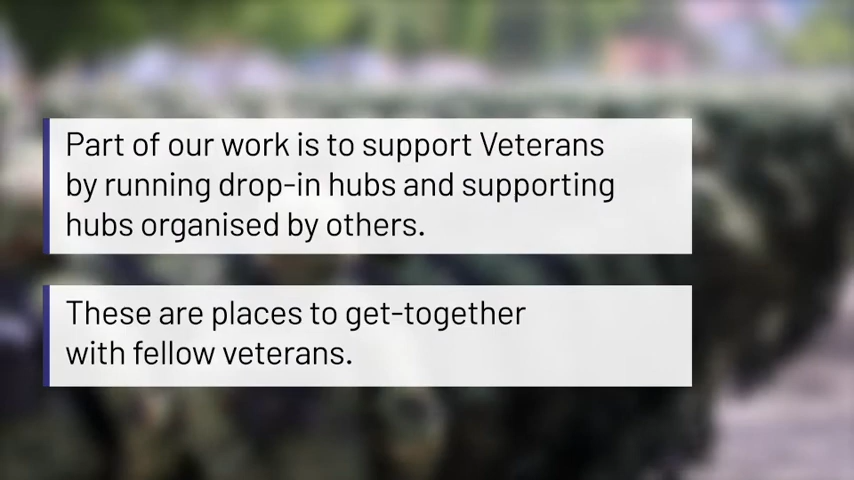 Part of our work is to support Veterans
by running drop-in hubs and supporting
hubs organised by others.
These are places to get-together
with fellow veterans.